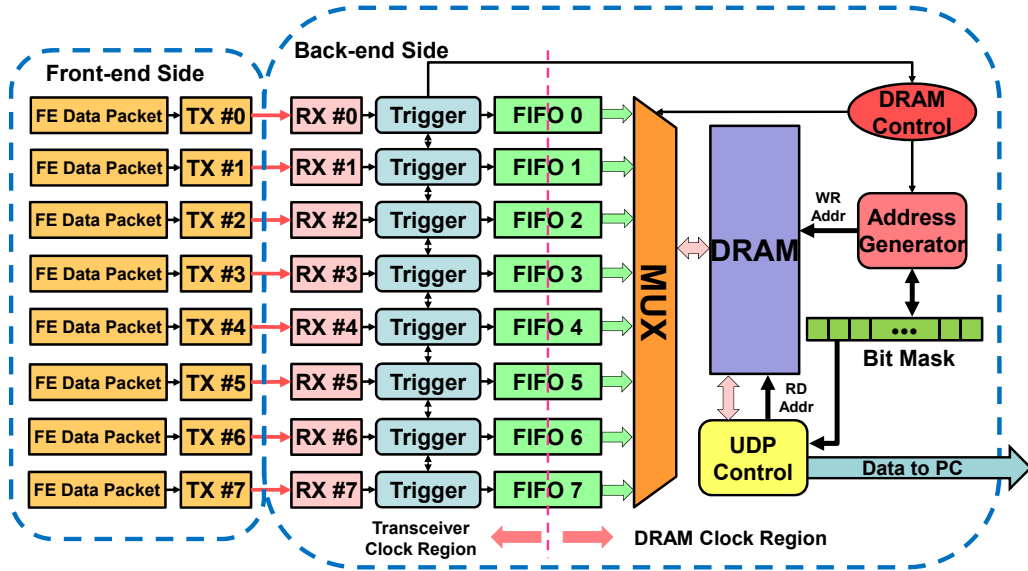 Front-end Side
Back-end Side
FE Data Packet TX #0 RX #0 Trigger FIFO 0
FE Data Packet TX #1 RX #1 Trigger FIFO 1
FE Data Packet TX #2 RX #2 Trigger FIFO 2
FE Data Packet TX #3 RX #3 Trigger FIFO 3
FE Data Packet TX #4 RX #4 Trigger FIFO 4
FE Data Packet TX #5 RX #5 Trigger FIFO 5
FE Data Packet TX #6 RX #6 Trigger FIFO 6
FE Data Packet TX #7 RX #7 Trigger FIFO 7
MUX
DRAM
DRAM
Control
WR
Addr
Address
Generator
...
Bit Mask
RD
Addr
UDP
Control
Data to PC
Transceiver
Clock Region
DRAM Clock Region